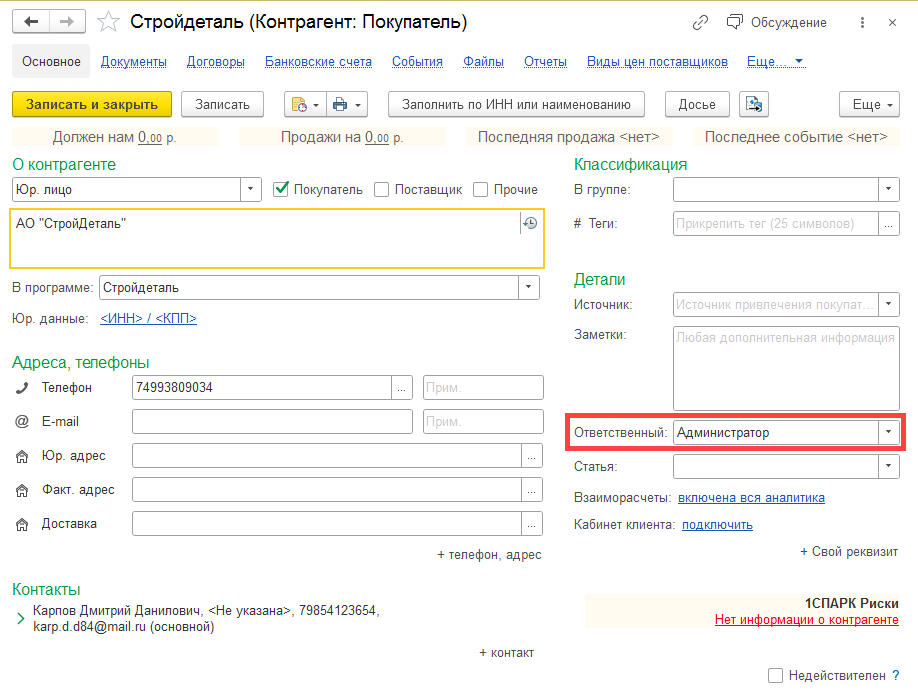 Стройдеталь (Контрагент: Покупатель)
Обсуждение
Основное Документы Договоры Банковские счета События Файлы Отчеты Виды цен поставщиков Еще...
Записать и закрыть Записать Заполнить по ИНН или наименованию Досье Еще
Должен нам 0,00 р. Продажи на 0,00 р. Последняя продажа <нет> Последнее событие <нет>
О контрагенте
Юр. лицо Покупатель Поставщик Прочие
АО "СтройДеталь"
В программе: Стройдеталь
Юр. данные: <ИНН> / <КПП>
Адреса, телефоны
Телефон 74993809034 ... Прим.
@ E-mail Прим.
Юр. адрес ...
Факт. адрес ...
Доставка ...
+ телефон, адрес
Контакты
Карпов Дмитрий Данилович, <Не указана>, 79854123654,
karp.d.d84@mail.ru (основной)
+ контакт
Классификация
В группе:
# Теги: Прикрепить тег (25 символов) ...
Детали
Источник: Источник привлечения покупат...
Заметки: Любая дополнительная информация
Ответственный: Администратор
Статья:
Взаиморасчеты: включена вся аналитика
Кабинет клиента: подключить
+ Свой реквизит
1СПАРК Риски
Нет информации о контрагенте
Недействителен ?